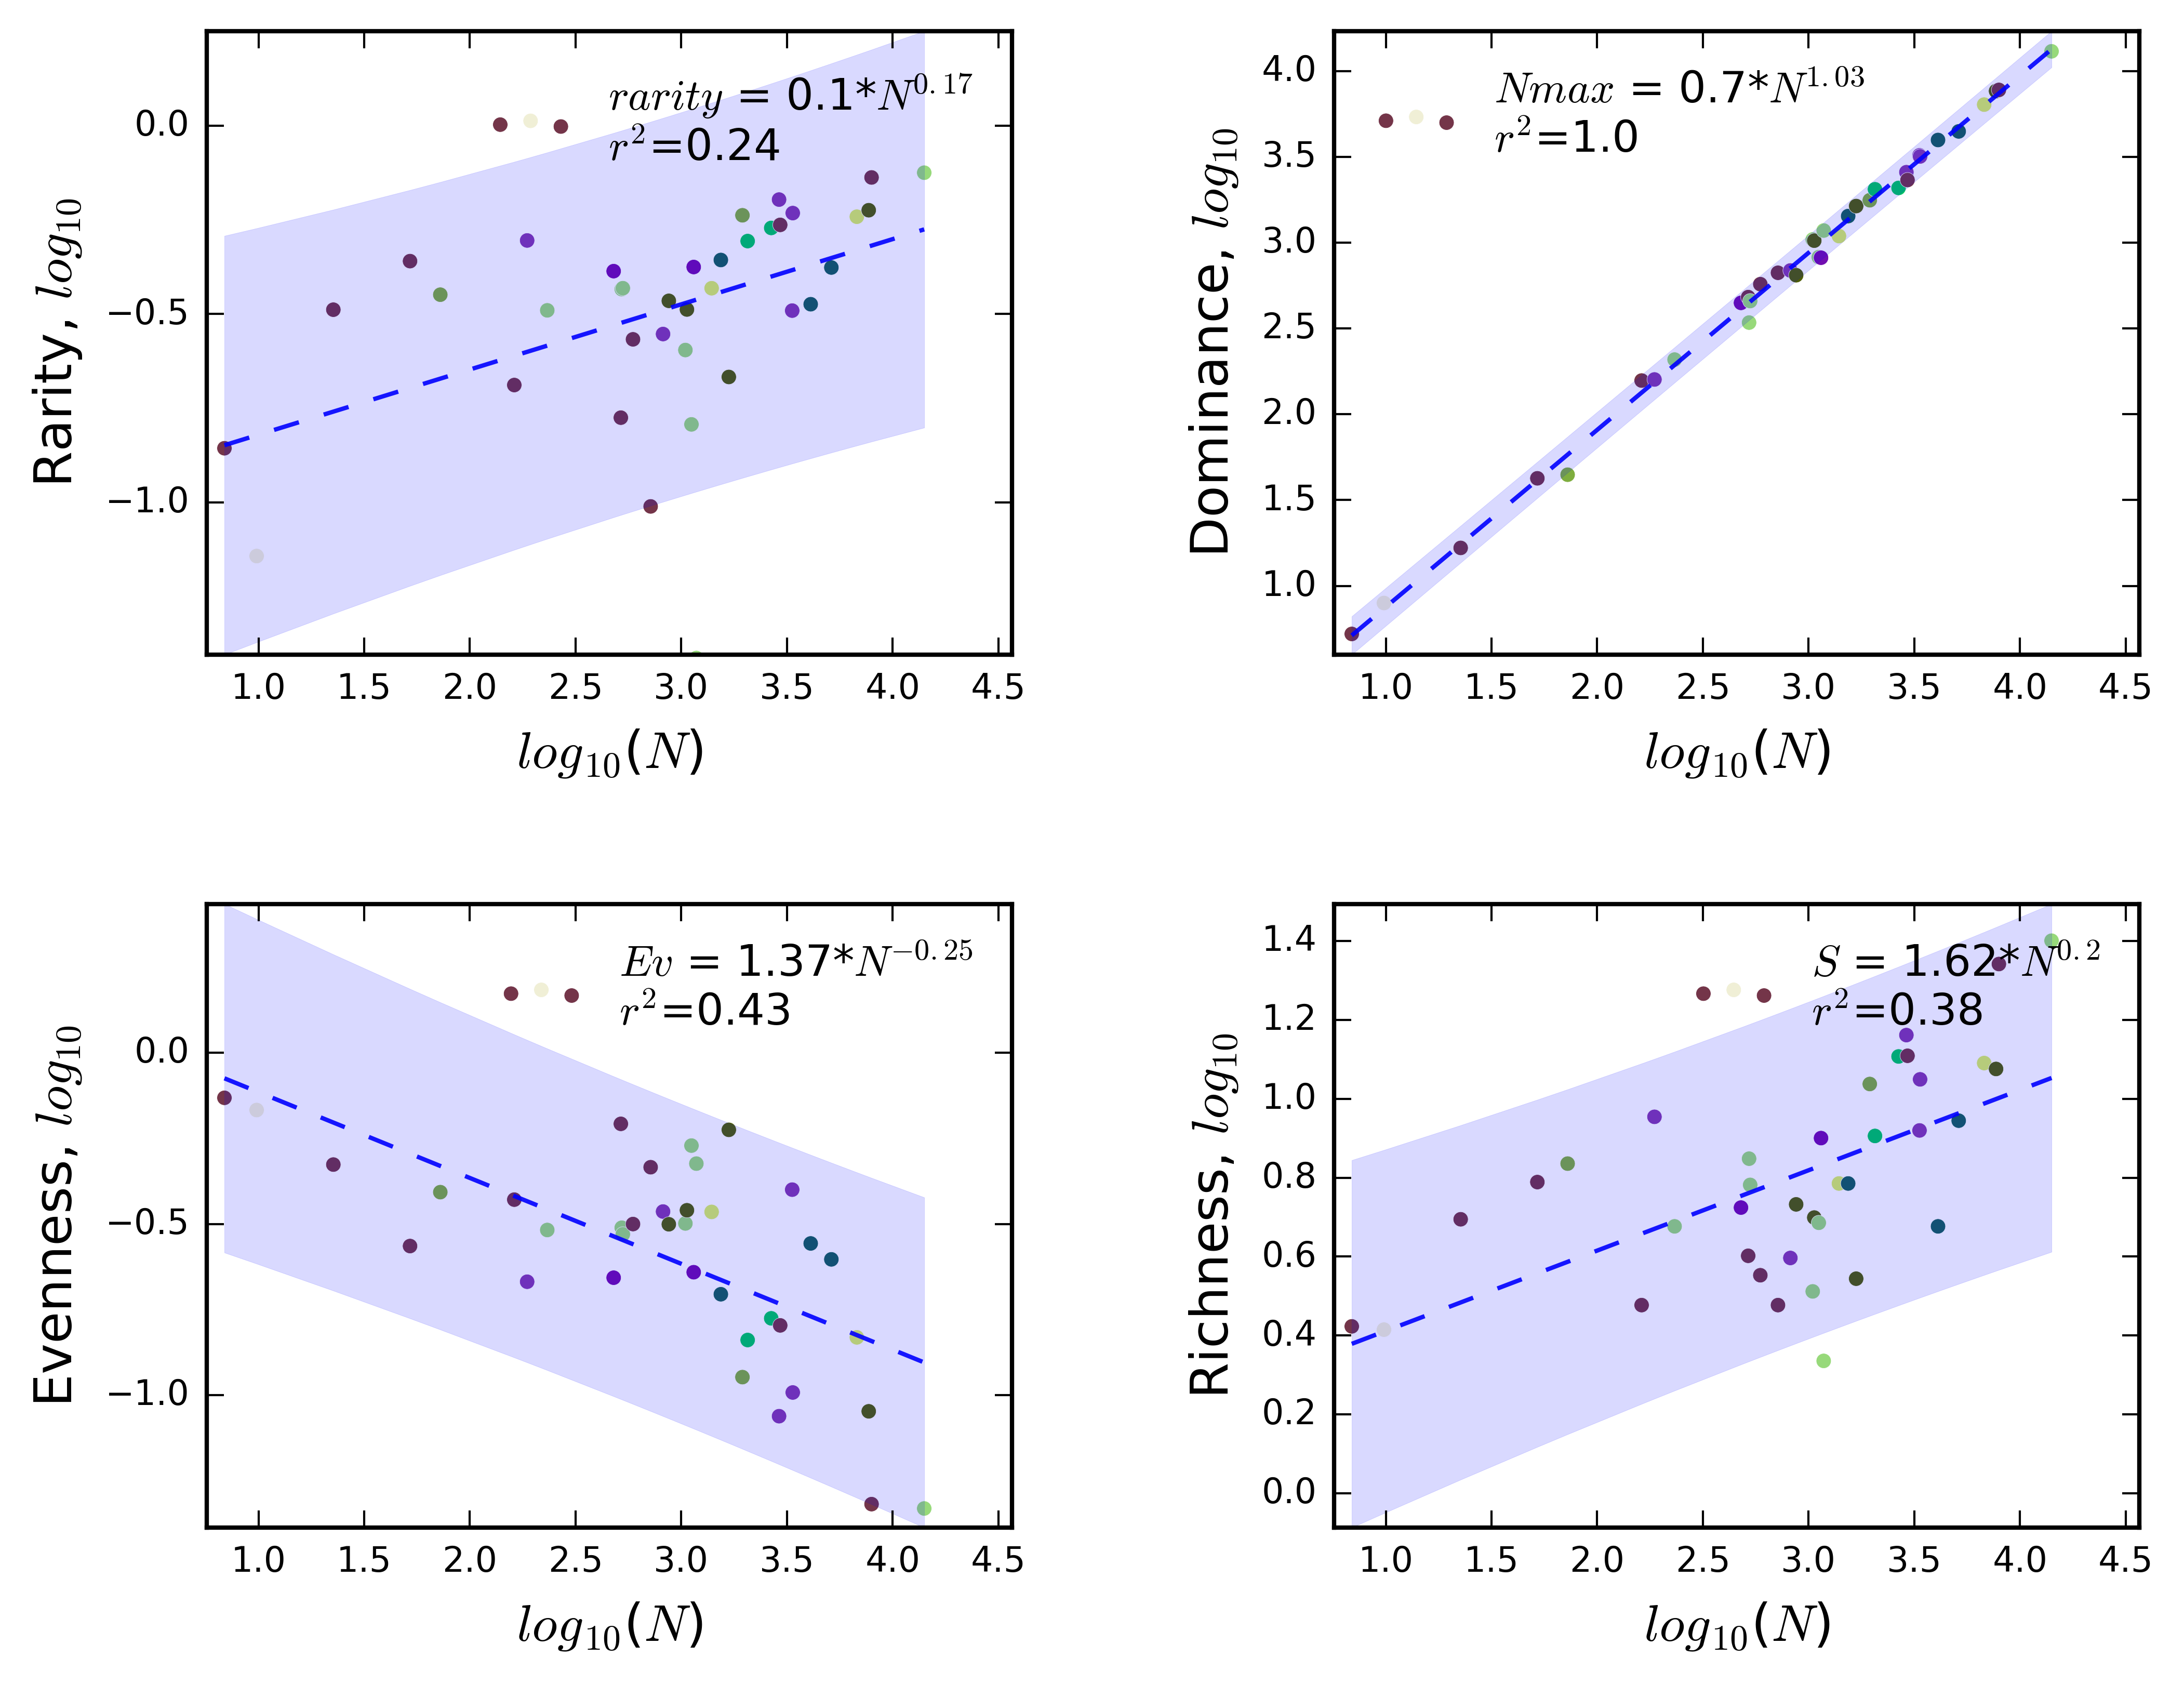 rarity = 0.1*N^0.17
r²=0.24
0.0
−0.5
−1.0
Rarity, log₁₀
1.0 1.5 2.0 2.5 3.0 3.5 4.0 4.5
log₁₀(N)
Nmax = 0.7*N^1.03
r²=1.0
4.0
3.5
3.0
2.5
2.0
1.5
1.0
Dominance, log₁₀
1.0 1.5 2.0 2.5 3.0 3.5 4.0 4.5
log₁₀(N)
Ev = 1.37*N^−0.25
r²=0.43
0.0
−0.5
−1.0
Evenness, log₁₀
1.0 1.5 2.0 2.5 3.0 3.5 4.0 4.5
log₁₀(N)
S = 1.62*N^0.2
r²=0.38
1.4
1.2
1.0
0.8
0.6
0.4
0.2
0.0
Richness, log₁₀
1.0 1.5 2.0 2.5 3.0 3.5 4.0 4.5
log₁₀(N)